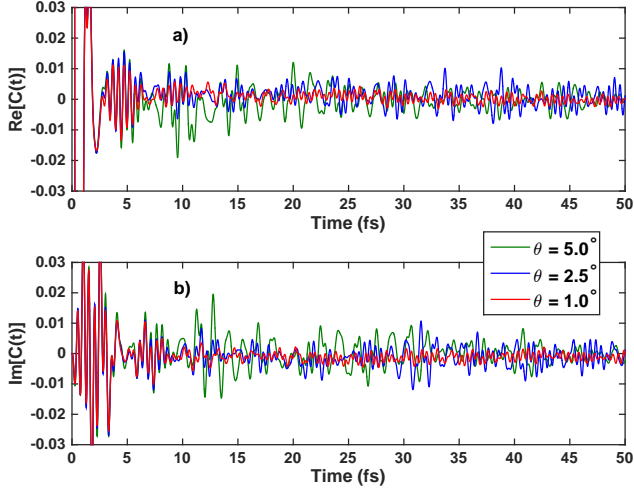 a)
0.03
0.02
0.01
0
-0.01
-0.02
-0.03
Re[C(t)]
0 5 10 15 20 25 30 35 40 45 50
Time (fs)
θ = 5.0°
θ = 2.5°
θ = 1.0°
b)
0.03
0.02
0.01
0
-0.01
-0.02
-0.03
Im[C(t)]
0 5 10 15 20 25 30 35 40 45 50
Time (fs)